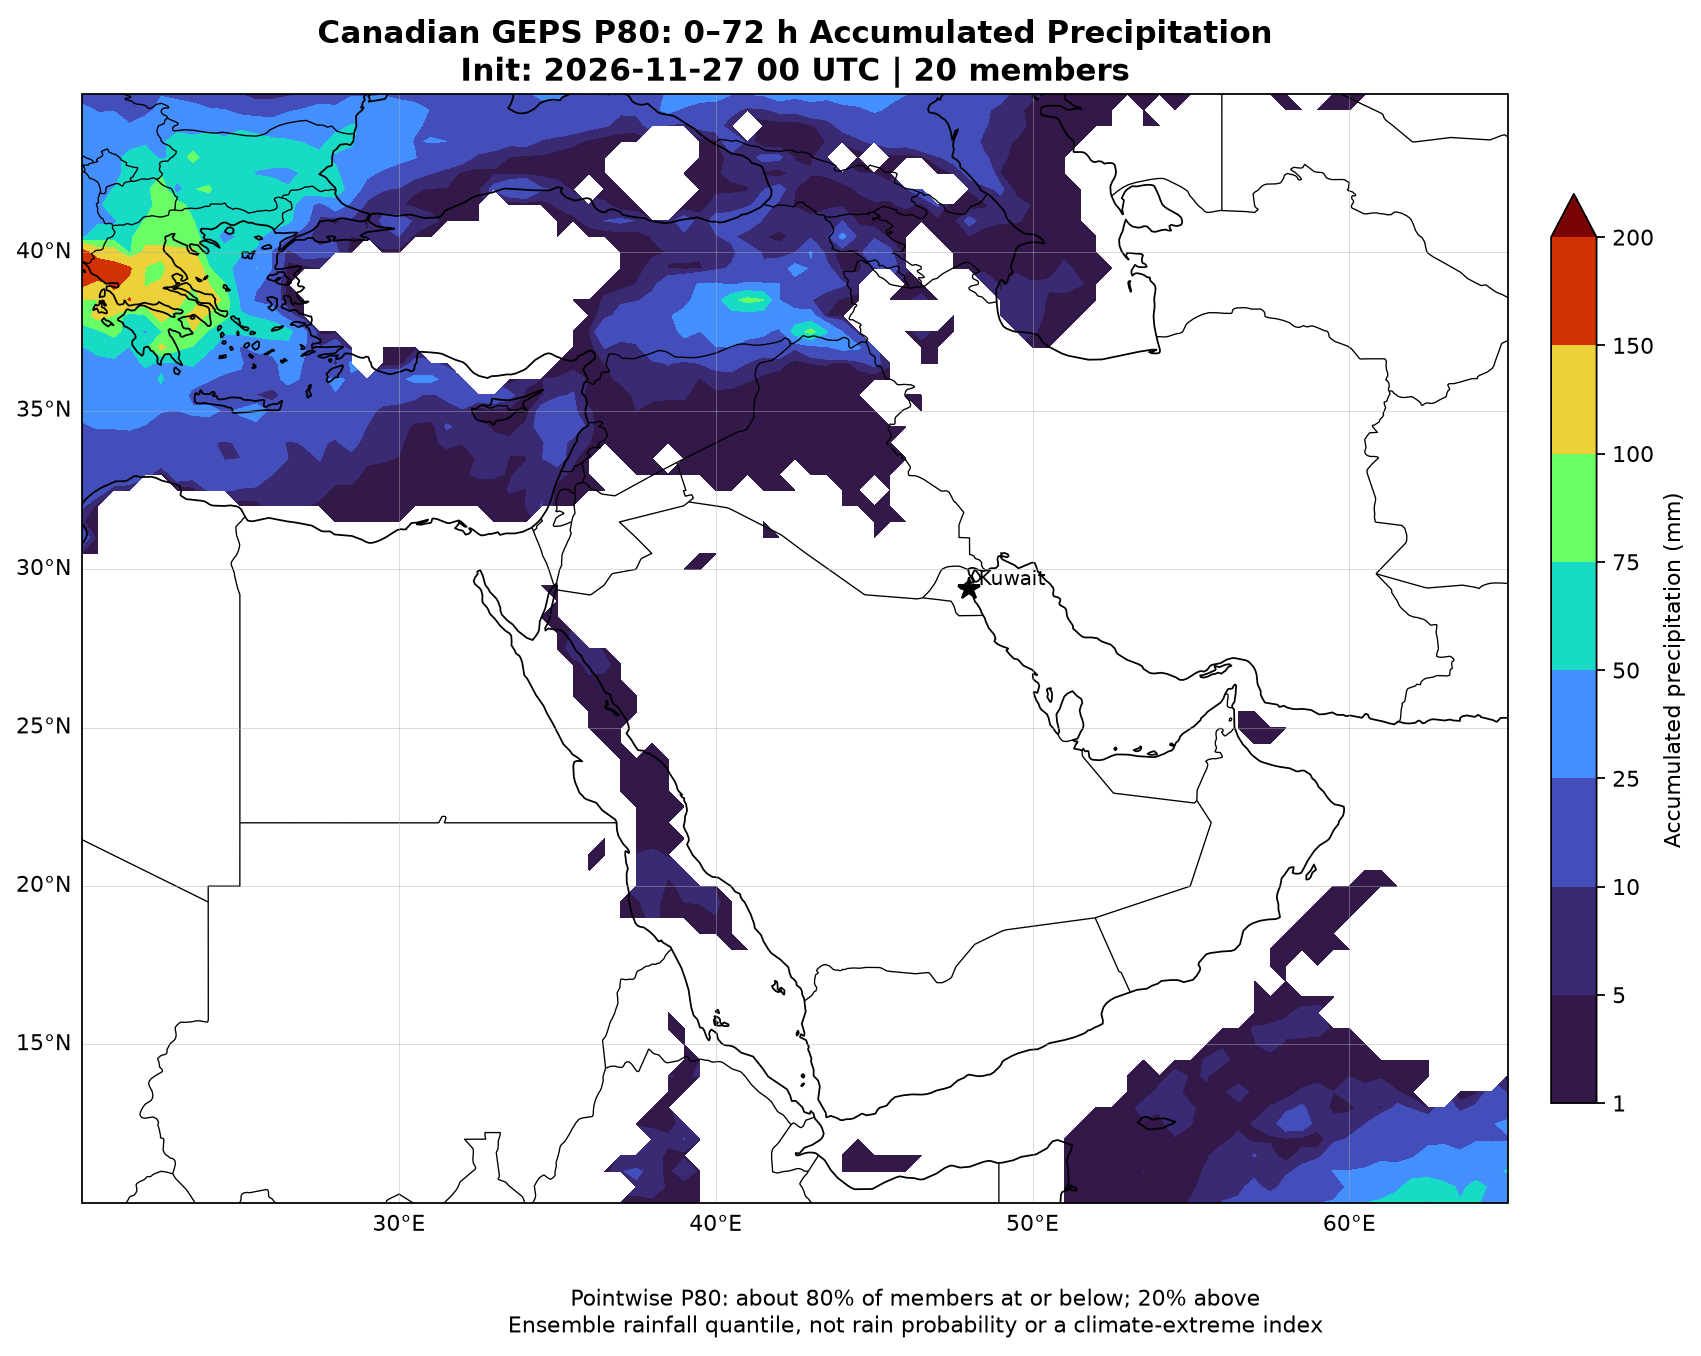 Canadian GEPS P80: 0–72 h Accumulated Precipitation
Init: 2026-11-27 00 UTC | 20 members
40°N
35°N
30°N
25°N
20°N
15°N
30°E
40°E
50°E
60°E
Kuwait
200
150
100
75
50
25
10
5
1
Accumulated precipitation (mm)
Pointwise P80: about 80% of members at or below; 20% above
Ensemble rainfall quantile, not rain probability or a climate-extreme index